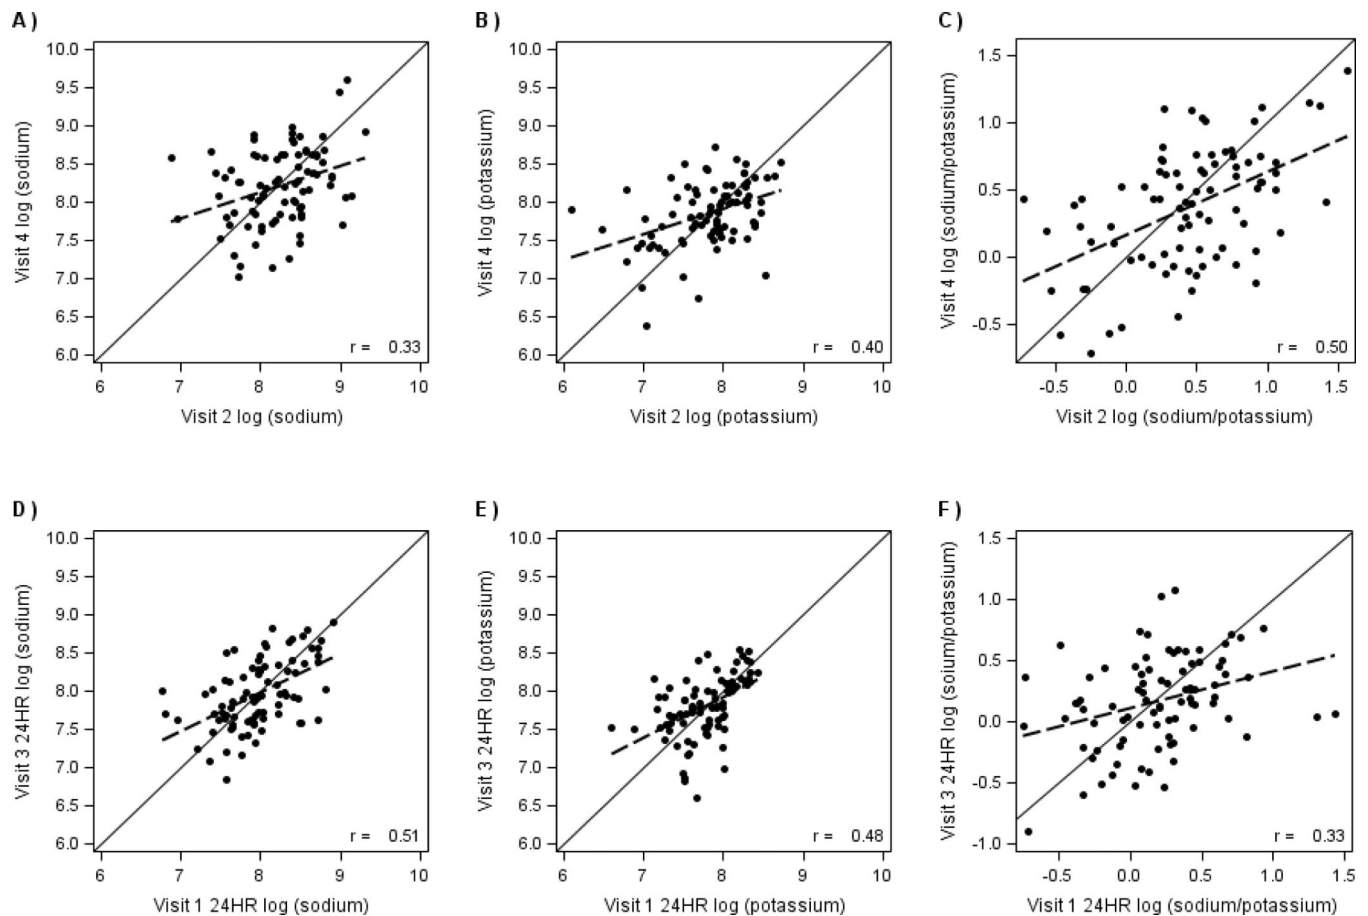 A)
Visit 4 log (sodium)
10.0
9.5
9.0
8.5
8.0
7.5
7.0
6.5
6.0
r = 0.33
6 7 8 9 10
Visit 2 log (sodium)
B)
Visit 4 log (potassium)
10.0
9.5
9.0
8.5
8.0
7.5
7.0
6.5
6.0
r = 0.40
6 7 8 9 10
Visit 2 log (potassium)
C)
Visit 4 log (sodium/potassium)
1.5
1.0
0.5
0.0
-0.5
r = 0.50
-0.5 0.0 0.5 1.0 1.5
Visit 2 log (sodium/potassium)
D)
Visit 3 24HR log (sodium)
10.0
9.5
9.0
8.5
8.0
7.5
7.0
6.5
6.0
r = 0.51
6 7 8 9 10
Visit 1 24HR log (sodium)
E)
Visit 3 24HR log (potassium)
10.0
9.5
9.0
8.5
8.0
7.5
7.0
6.5
6.0
r = 0.48
6 7 8 9 10
Visit 1 24HR log (potassium)
F)
Visit 3 24HR log (soium/potassium)
1.5
1.0
0.5
0.0
-0.5
-1.0
r = 0.33
-0.5 0.0 0.5 1.0 1.5
Visit 1 24HR log (sodium/potassium)